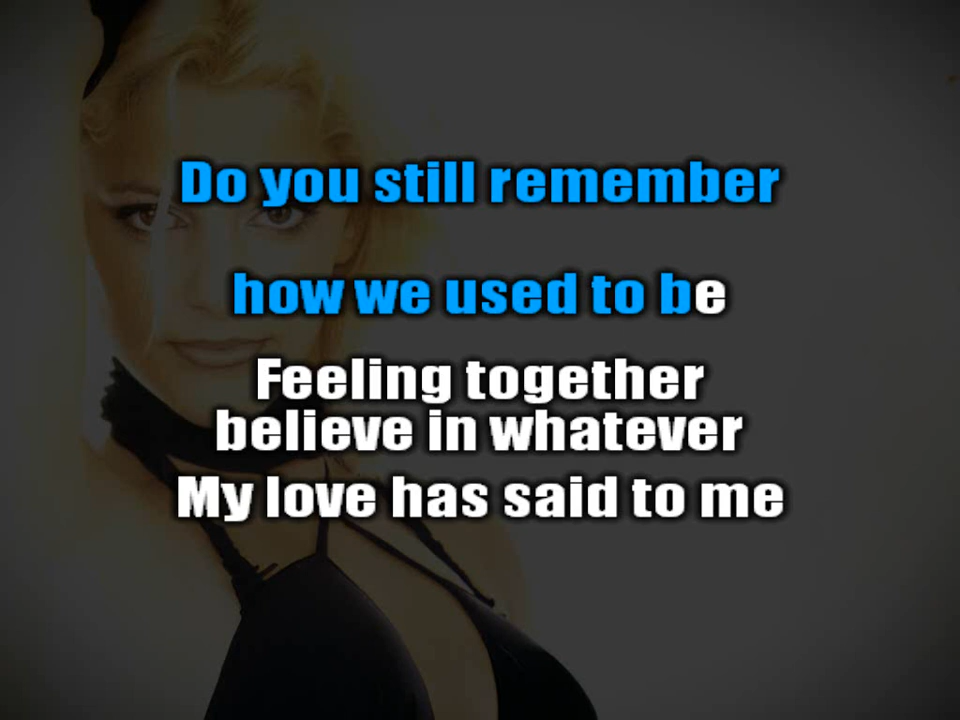 Do you still remember
how we used to be
Feeling together
believe in whatever
My love has said to me